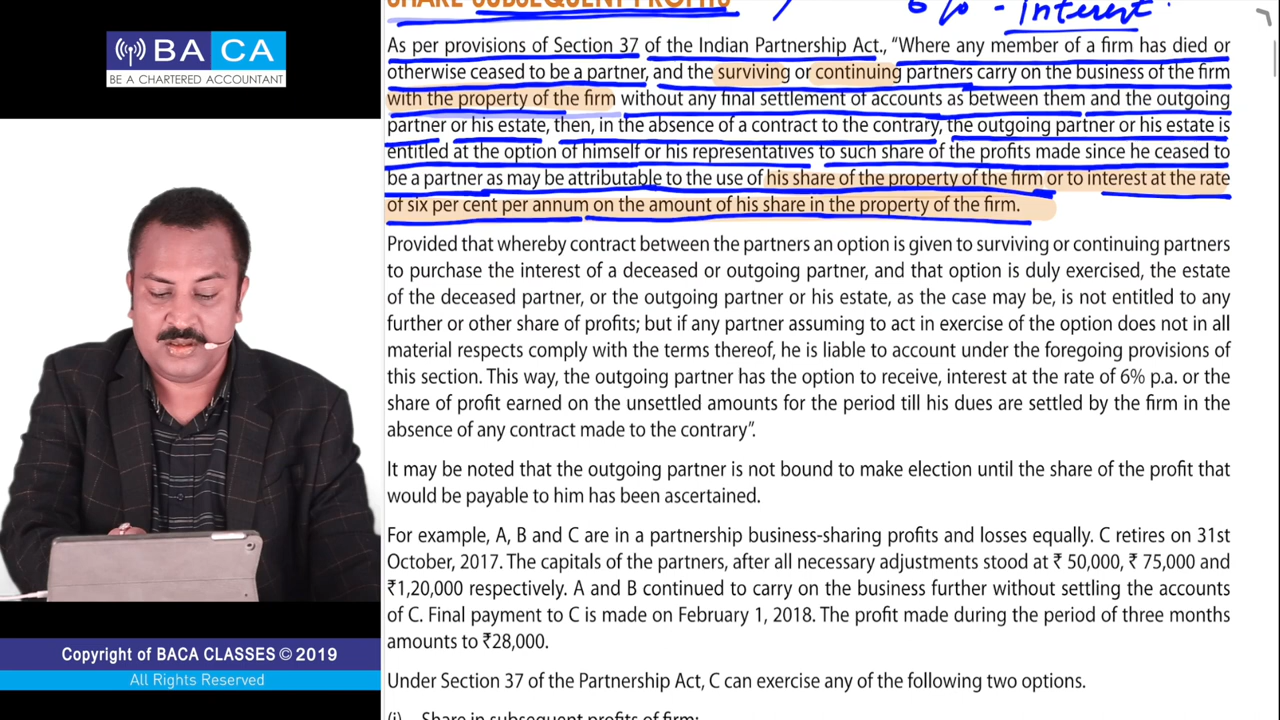 SHARE SUBSEQUENT PROFITS
6% - Interest
BACA
BE A CHARTERED ACCOUNTANT
As per provisions of Section 37 of the Indian Partnership Act., “Where any member of a firm has died or
otherwise ceased to be a partner, and the surviving or continuing partners carry on the business of the firm
with the property of the firm without any final settlement of accounts as between them and the outgoing
partner or his estate, then, in the absence of a contract to the contrary, the outgoing partner or his estate is
entitled at the option of himself or his representatives to such share of the profits made since he ceased to
be a partner as may be attributable to the use of his share of the property of the firm or to interest at the rate
of six per cent per annum on the amount of his share in the property of the firm.
Provided that whereby contract between the partners an option is given to surviving or continuing partners
to purchase the interest of a deceased or outgoing partner, and that option is duly exercised, the estate
of the deceased partner, or the outgoing partner or his estate, as the case may be, is not entitled to any
further or other share of profits; but if any partner assuming to act in exercise of the option does not in all
material respects comply with the terms thereof, he is liable to account under the foregoing provisions of
this section. This way, the outgoing partner has the option to receive, interest at the rate of 6% p.a. or the
share of profit earned on the unsettled amounts for the period till his dues are settled by the firm in the
absence of any contract made to the contrary”.
It may be noted that the outgoing partner is not bound to make election until the share of the profit that
would be payable to him has been ascertained.
For example, A, B and C are in a partnership business-sharing profits and losses equally. C retires on 31st
October, 2017. The capitals of the partners, after all necessary adjustments stood at ₹ 50,000, ₹ 75,000 and
₹1,20,000 respectively. A and B continued to carry on the business further without settling the accounts
of C. Final payment to C is made on February 1, 2018. The profit made during the period of three months
amounts to ₹28,000.
Under Section 37 of the Partnership Act, C can exercise any of the following two options.
(i) Share in subsequent profits of firm:
Copyright of BACA CLASSES © 2019
All Rights Reserved